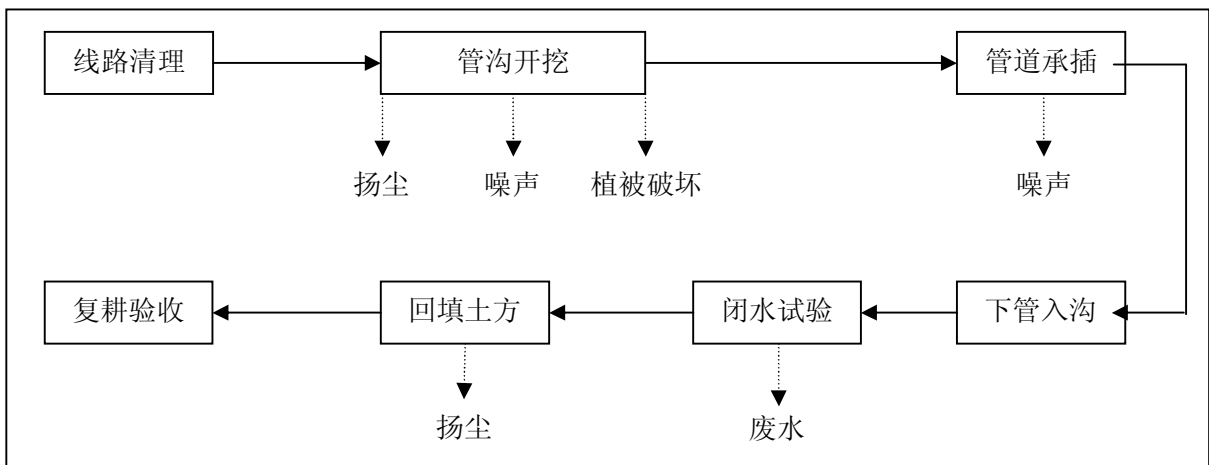 线路清理 管沟开挖 管道承插
扬尘 噪声 植被破坏 噪声
复耕验收 回填土方 闭水试验 下管入沟
扬尘 废水